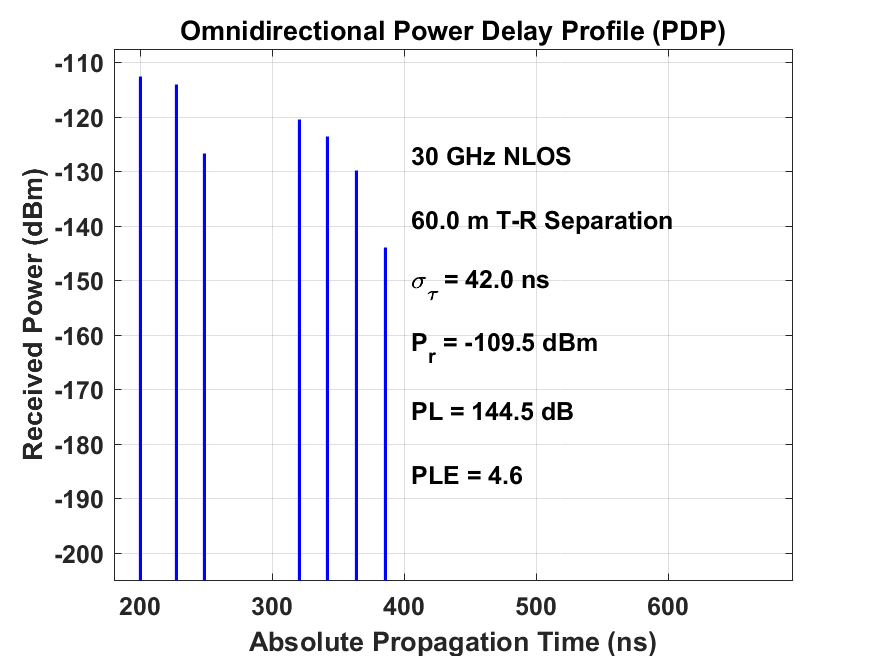 Omnidirectional Power Delay Profile (PDP)
Received Power (dBm)
-110
-120
-130
-140
-150
-160
-170
-180
-190
-200
30 GHz NLOS
60.0 m T-R Separation
σ_τ = 42.0 ns
P_r = -109.5 dBm
PL = 144.5 dB
PLE = 4.6
200 300 400 500 600
Absolute Propagation Time (ns)